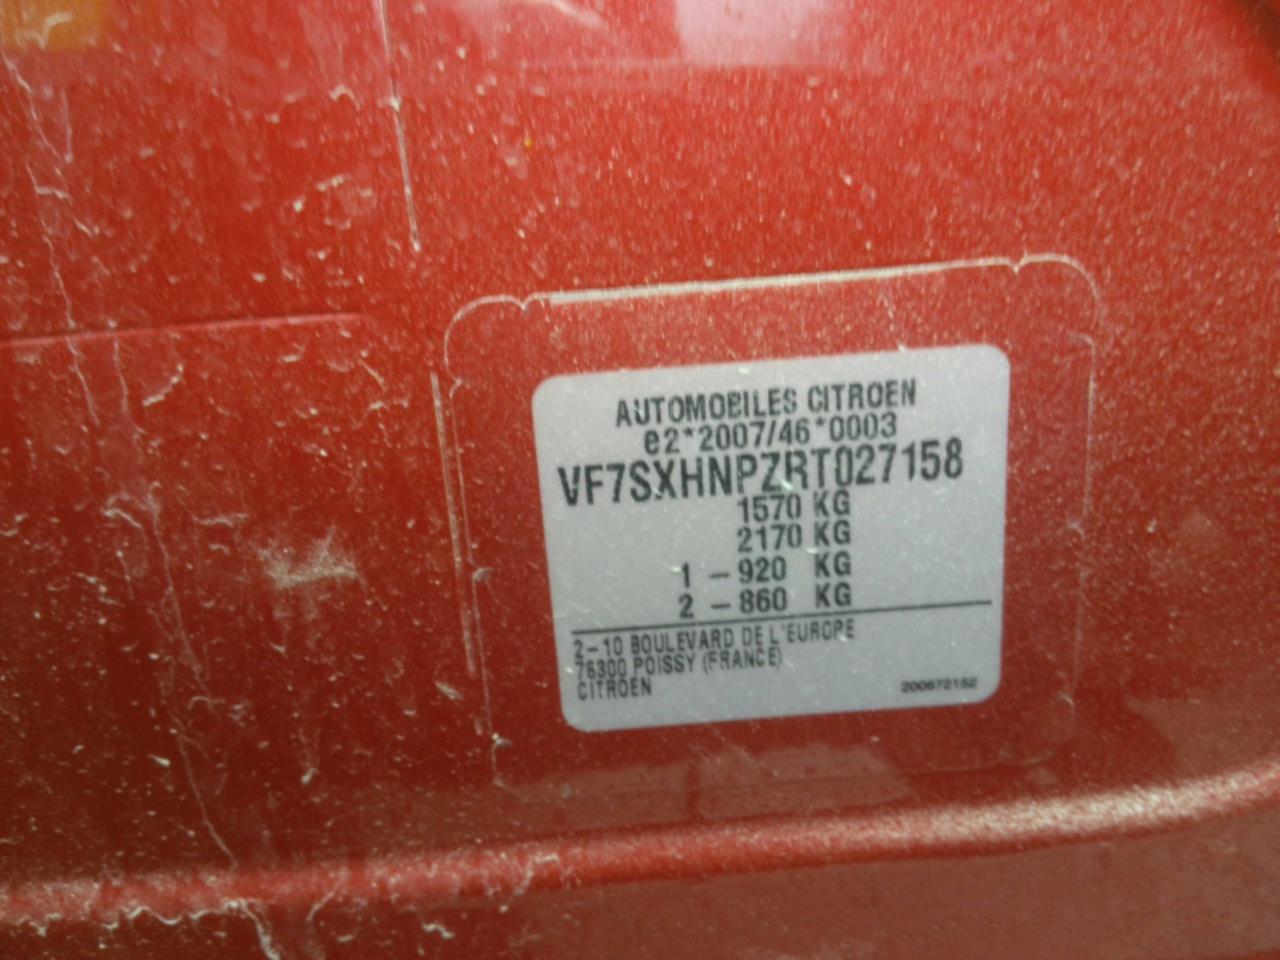 AUTOMOBILES CITROEN
e2*2007/46*0003
VF7SXHNPZRT027158
1570 KG
2170 KG
1 - 920 KG
2 - 860 KG
2-10 BOULEVARD DE L'EUROPE
78300 POISSY (FRANCE)
CITROEN
200672152